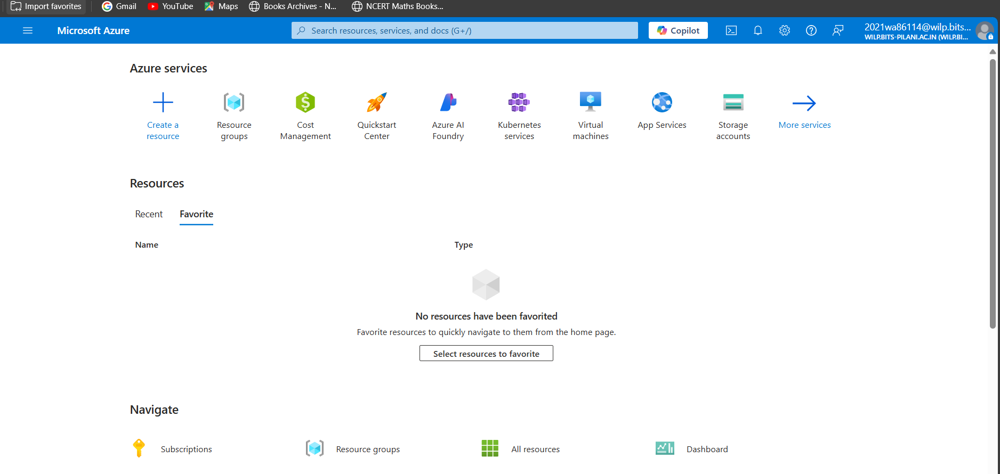 Import favorites
Gmail
YouTube
Maps
Books Archives - N...
NCERT Maths Books...
Microsoft Azure
Search resources, services, and docs (G+/)
Copilot
2021wa86114@wilp.bits...
WILP.BITS-PILANI.AC.IN (WILP.BI...
Azure services
Create a
resource
Resource
groups
Cost
Management
Quickstart
Center
Azure AI
Foundry
Kubernetes
services
Virtual
machines
App Services
Storage
accounts
More services
Resources
Recent
Favorite
Name
Type
No resources have been favorited
Favorite resources to quickly navigate to them from the home page.
Select resources to favorite
Navigate
Subscriptions
Resource groups
All resources
Dashboard